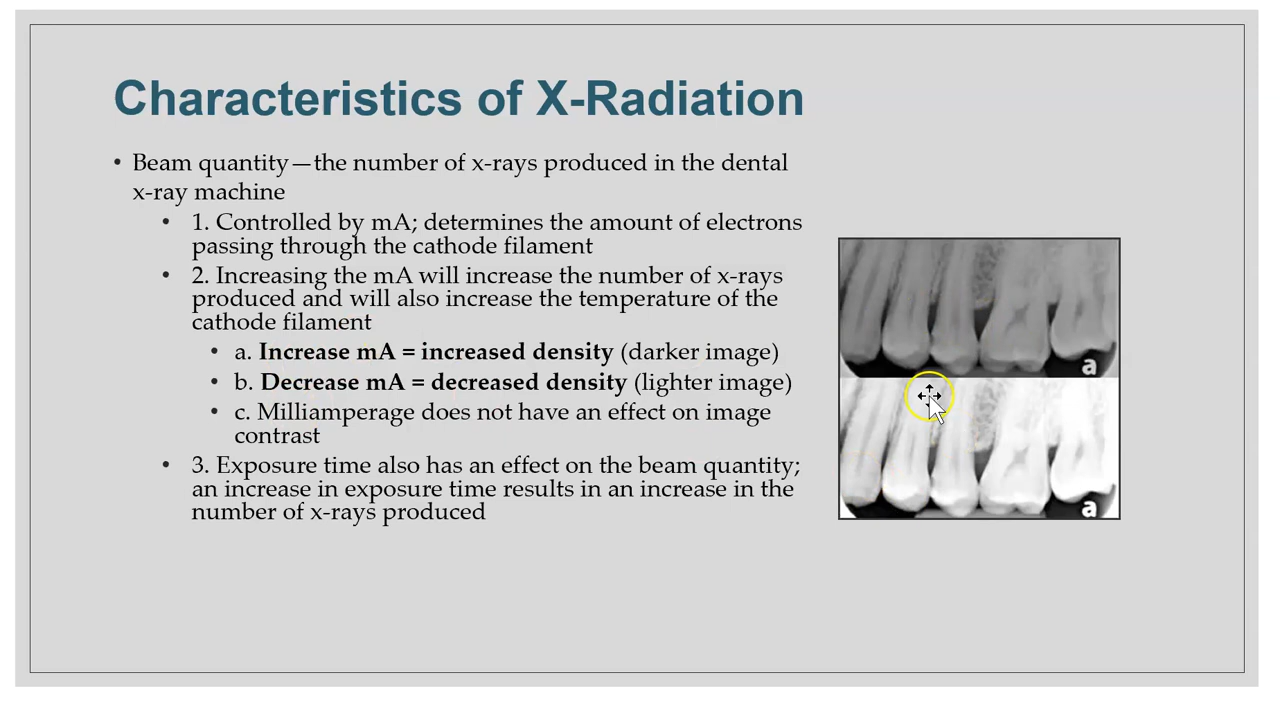 Characteristics of X-Radiation
• Beam quantity—the number of x-rays produced in the dental
x-ray machine
• 1. Controlled by mA; determines the amount of electrons
passing through the cathode filament
• 2. Increasing the mA will increase the number of x-rays
produced and will also increase the temperature of the
cathode filament
• a. Increase mA = increased density (darker image)
• b. Decrease mA = decreased density (lighter image)
• c. Milliamperage does not have an effect on image
contrast
• 3. Exposure time also has an effect on the beam quantity;
an increase in exposure time results in an increase in the
number of x-rays produced
a
a